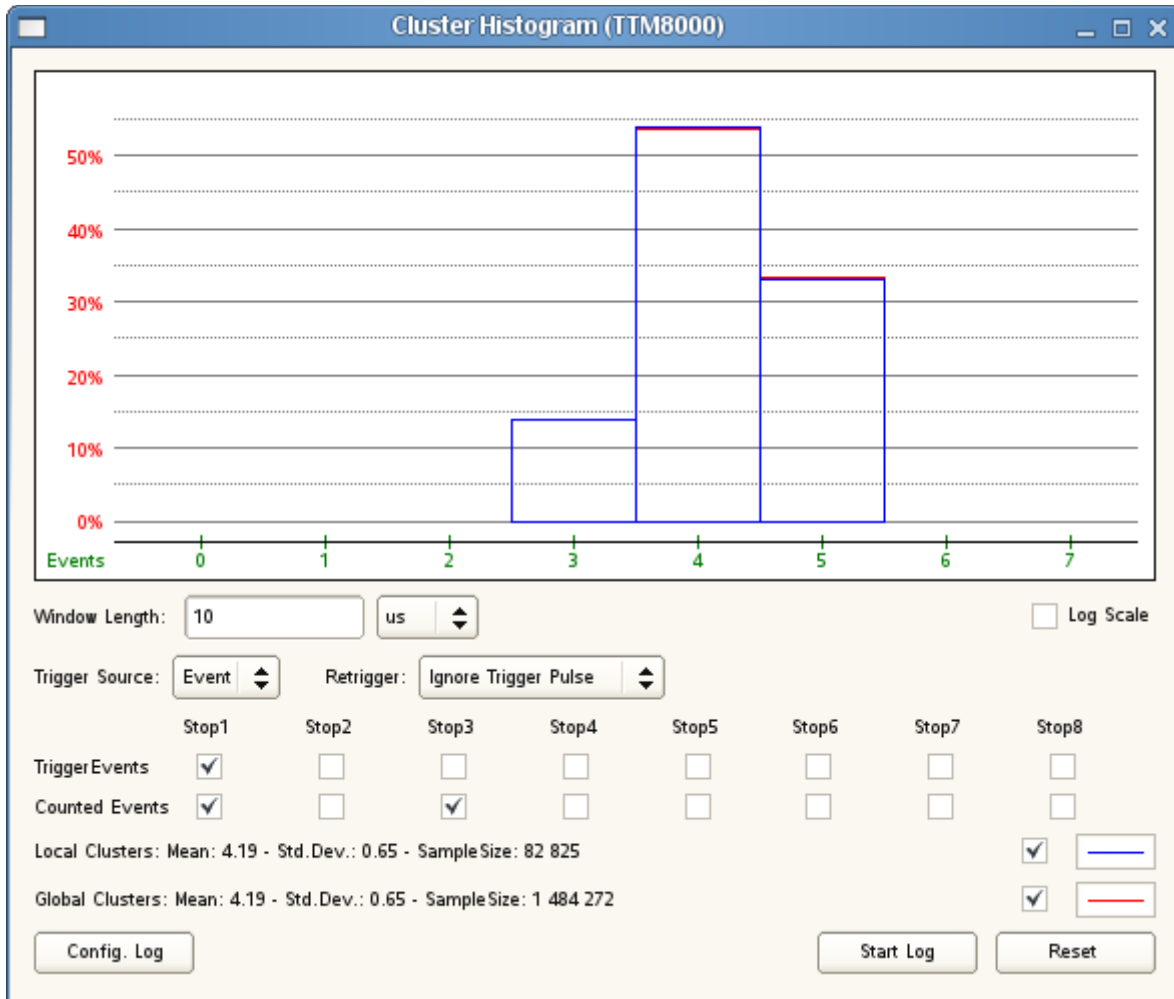 Cluster Histogram (TTM8000)
50%
40%
30%
20%
10%
0%
Events 0 1 2 3 4 5 6 7
Window Length: 10 us Log Scale
Trigger Source: Event Retrigger: Ignore Trigger Pulse
Stop1 Stop2 Stop3 Stop4 Stop5 Stop6 Stop7 Stop8
Trigger Events
Counted Events
Local Clusters: Mean: 4.19 - Std.Dev.: 0.65 - Sample Size: 82 825
Global Clusters: Mean: 4.19 - Std.Dev.: 0.65 - Sample Size: 1 484 272
Config. Log Start Log Reset